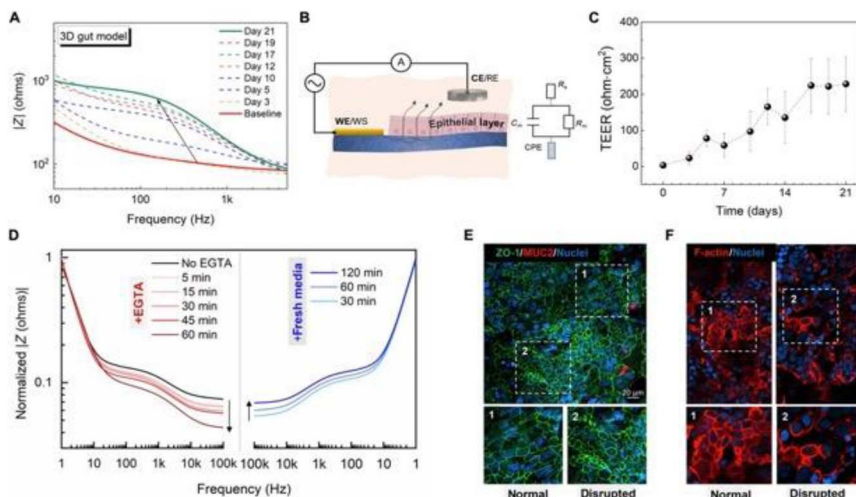 A
3D gut model
Day 21
Day 19
Day 17
Day 12
Day 10
Day 5
Day 3
Baseline
|Z| (ohms)
10³
10²
10
100
1k
Frequency (Hz)
B
A
CE/RE
WE/WS
Epithelial layer
Cm
Rm
CPE
C
TEER (ohm·cm²)
400
300
200
100
0
0
7
14
21
Time (days)
D
Normalized |Z (ohms)|
1
0.1
+EGTA
No EGTA
5 min
15 min
30 min
45 min
60 min
+Fresh media
120 min
60 min
30 min
1 10 100 1k 10k 100k
100k 10k 1k 100 10 1
Frequency (Hz)
E
ZO-1/MUC2/Nuclei
1
2
20 µm
1
2
Normal
Disrupted
F
F-actin/Nuclei
1
2
1
2
Normal
Disrupted